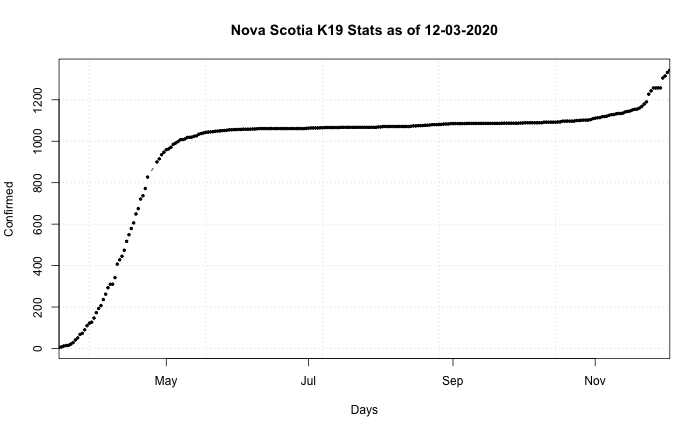 Nova Scotia K19 Stats as of 12-03-2020
Confirmed
1200
1000
800
600
400
200
0
May
Jul
Sep
Nov
Days